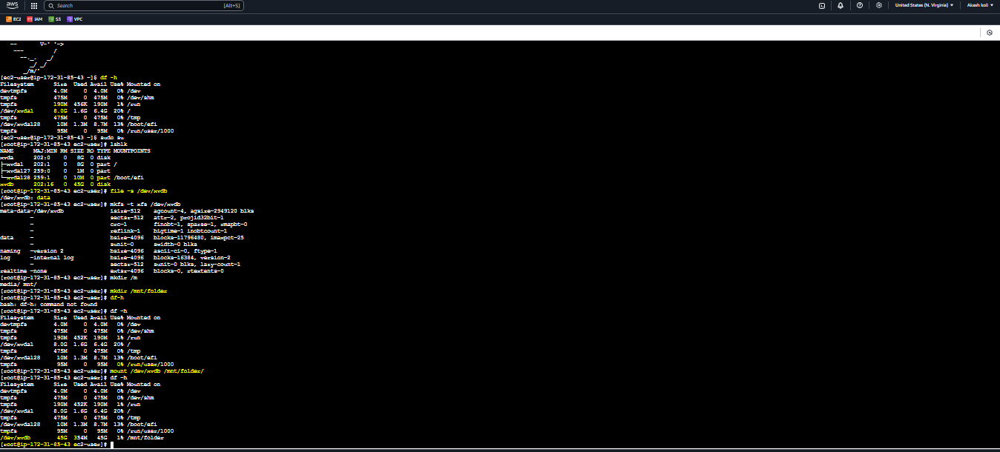 aws
Search [Alt+S]
United States (N. Virginia) Akash koli
EC2 IAM S3 VPC
-- V~' '->
~~~ /
~~._. _/
_/ _/
_/m/'
[ec2-user@ip-172-31-85-43 ~]$ df -h
Filesystem Size Used Avail Use% Mounted on
devtmpfs 4.0M 0 4.0M 0% /dev
tmpfs 475M 0 475M 0% /dev/shm
tmpfs 190M 456K 190M 1% /run
/dev/xvda1 8.0G 1.6G 6.4G 20% /
tmpfs 475M 0 475M 0% /tmp
/dev/xvda128 10M 1.3M 8.7M 13% /boot/efi
tmpfs 95M 0 95M 0% /run/user/1000
[ec2-user@ip-172-31-85-43 ~]$ sudo su
[root@ip-172-31-85-43 ec2-user]# lsblk
NAME MAJ:MIN RM SIZE RO TYPE MOUNTPOINTS
xvda 202:0 0 8G 0 disk
├─xvda1 202:1 0 8G 0 part /
├─xvda127 259:0 0 1M 0 part
└─xvda128 259:1 0 10M 0 part /boot/efi
xvdb 202:16 0 45G 0 disk
[root@ip-172-31-85-43 ec2-user]# file -s /dev/xvdb
/dev/xvdb: data
[root@ip-172-31-85-43 ec2-user]# mkfs -t xfs /dev/xvdb
meta-data=/dev/xvdb isize=512 agcount=4, agsize=2949120 blks
= sectsz=512 attr=2, projid32bit=1
= crc=1 finobt=1, sparse=1, rmapbt=0
= reflink=1 bigtime=1 inobtcount=1
data = bsize=4096 blocks=11796480, imaxpct=25
= sunit=0 swidth=0 blks
naming =version 2 bsize=4096 ascii-ci=0, ftype=1
log =internal log bsize=4096 blocks=16384, version=2
= sectsz=512 sunit=0 blks, lazy-count=1
realtime =none extsz=4096 blocks=0, rtextents=0
[root@ip-172-31-85-43 ec2-user]# mkdir /m
media/ mnt/
[root@ip-172-31-85-43 ec2-user]# mkdir /mnt/folder
[root@ip-172-31-85-43 ec2-user]# df-h
bash: df-h: command not found
[root@ip-172-31-85-43 ec2-user]# df -h
Filesystem Size Used Avail Use% Mounted on
devtmpfs 4.0M 0 4.0M 0% /dev
tmpfs 475M 0 475M 0% /dev/shm
tmpfs 190M 452K 190M 1% /run
/dev/xvda1 8.0G 1.6G 6.4G 20% /
tmpfs 475M 0 475M 0% /tmp
/dev/xvda128 10M 1.3M 8.7M 13% /boot/efi
tmpfs 95M 0 95M 0% /run/user/1000
[root@ip-172-31-85-43 ec2-user]# mount /dev/xvdb /mnt/folder/
[root@ip-172-31-85-43 ec2-user]# df -h
Filesystem Size Used Avail Use% Mounted on
devtmpfs 4.0M 0 4.0M 0% /dev
tmpfs 475M 0 475M 0% /dev/shm
tmpfs 190M 452K 190M 1% /run
/dev/xvda1 8.0G 1.6G 6.4G 20% /
tmpfs 475M 0 475M 0% /tmp
/dev/xvda128 10M 1.3M 8.7M 13% /boot/efi
tmpfs 95M 0 95M 0% /run/user/1000
/dev/xvdb 45G 354M 45G 1% /mnt/folder
[root@ip-172-31-85-43 ec2-user]#